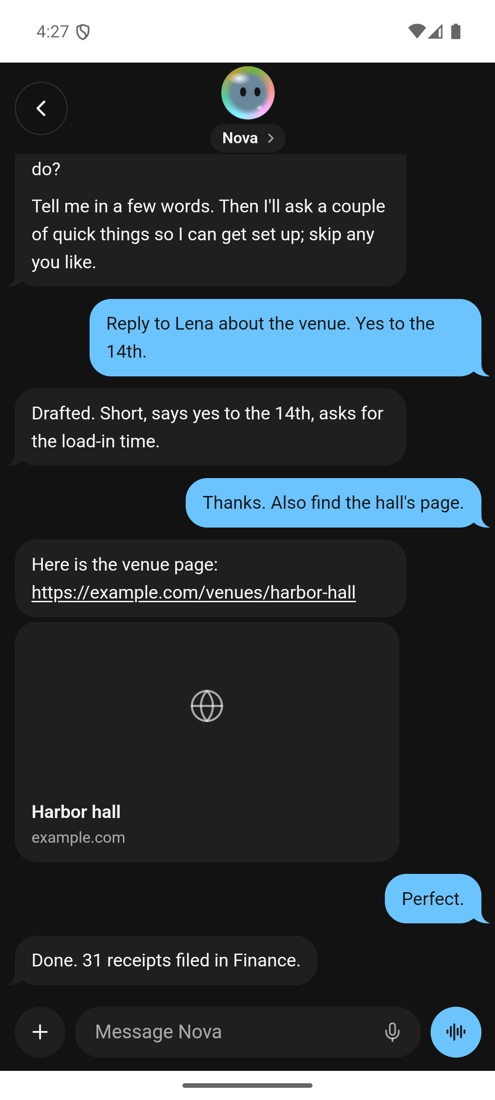 4:27
Nova
do?
Tell me in a few words. Then I'll ask a couple
of quick things so I can get set up; skip any
you like.
Reply to Lena about the venue. Yes to the
14th.
Drafted. Short, says yes to the 14th, asks for
the load-in time.
Thanks. Also find the hall's page.
Here is the venue page:
https://example.com/venues/harbor-hall
Harbor hall
example.com
Perfect.
Done. 31 receipts filed in Finance.
Message Nova